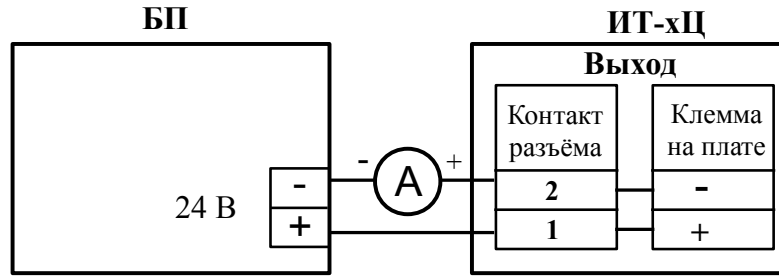 БП
ИТ-хЦ
Выход
Контакт
разъёма
Клемма
на плате
- А +
24 В
-
2
-
+
1
+